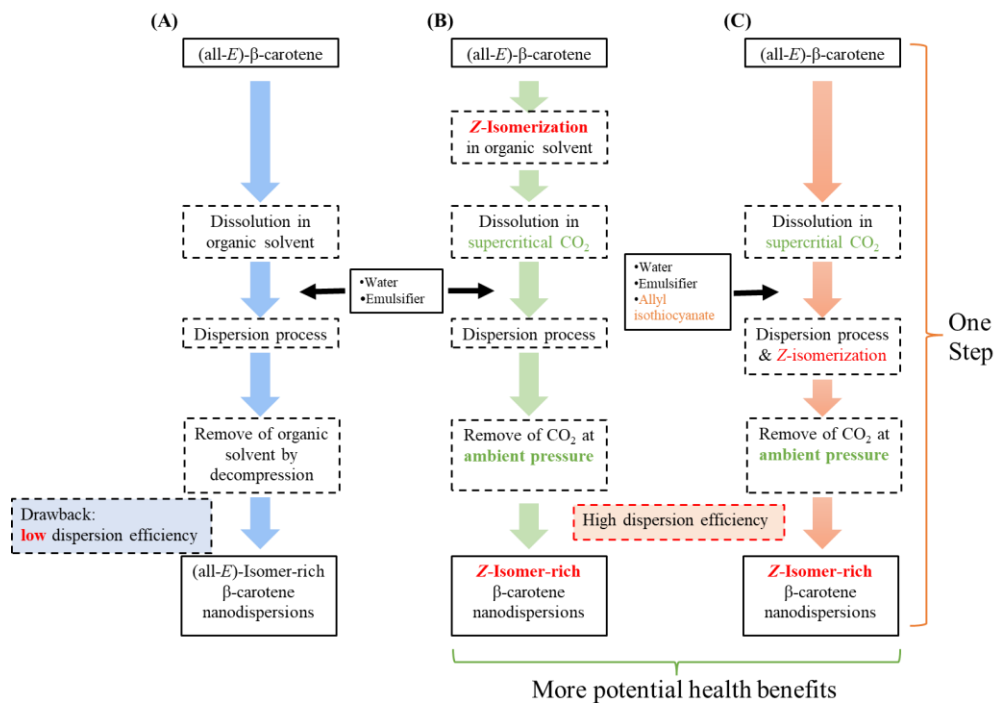 (A)
(all-E)-β-carotene
Dissolution in
organic solvent
Dispersion process
Remove of organic
solvent by
decompression
Drawback:
low dispersion efficiency
(all-E)-Isomer-rich
β-carotene
nanodispersions
•Water
•Emulsifier
(B)
(all-E)-β-carotene
Z-Isomerization
in organic solvent
Dissolution in
supercritical CO₂
Dispersion process
Remove of CO₂ at
ambient pressure
Z-Isomer-rich
β-carotene
nanodispersions
High dispersion efficiency
(C)
(all-E)-β-carotene
Dissolution in
supercritial CO₂
•Water
•Emulsifier
•Allyl
isothiocyanate
Dispersion process
& Z-isomerization
Remove of CO₂ at
ambient pressure
Z-Isomer-rich
β-carotene
nanodispersions
One
Step
More potential health benefits